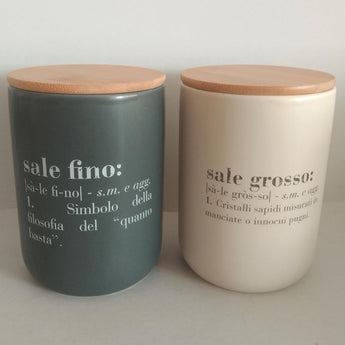 sale fino:
|sà-le fi-no| - s.m. e agg.
1. Simbolo della
filosofia del “quanto
basta”.
sale grosso:
|sà-le gròs-so| - s.m. e agg.
1. Cristalli sapidi misurati in
manciate o innocui pugni.